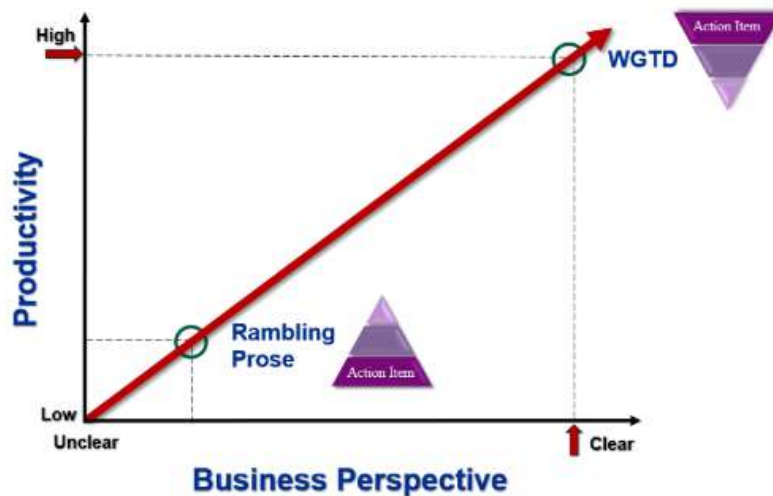 High
Action Item
WGTD
Productivity
Rambling
Prose
Action Item
Low
Unclear
Clear
Business Perspective